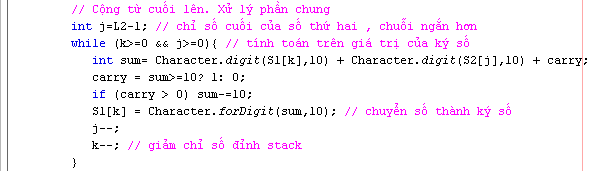 // Cộng từ cuối lên. Xử lý phần chung
int j=L2-1; // chỉ số cuối của số thứ hai , chuỗi ngắn hơn
while (k>=0 && j>=0){ // tính toán trên giá trị của ký số
int sum= Character.digit(S1[k],10) + Character.digit(S2[j],10) + carry;
carry = sum>=10? 1: 0;
if (carry > 0) sum-=10;
S1[k] = Character.forDigit(sum,10); // chuyển số thành ký số
j--;
k--; // giảm chỉ số đỉnh stack
}